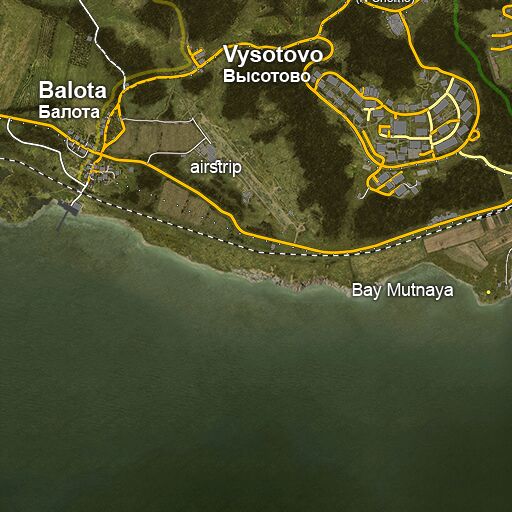 Vysotovo
Высотово
Balota
Балота
airstrip
Bay Mutnaya